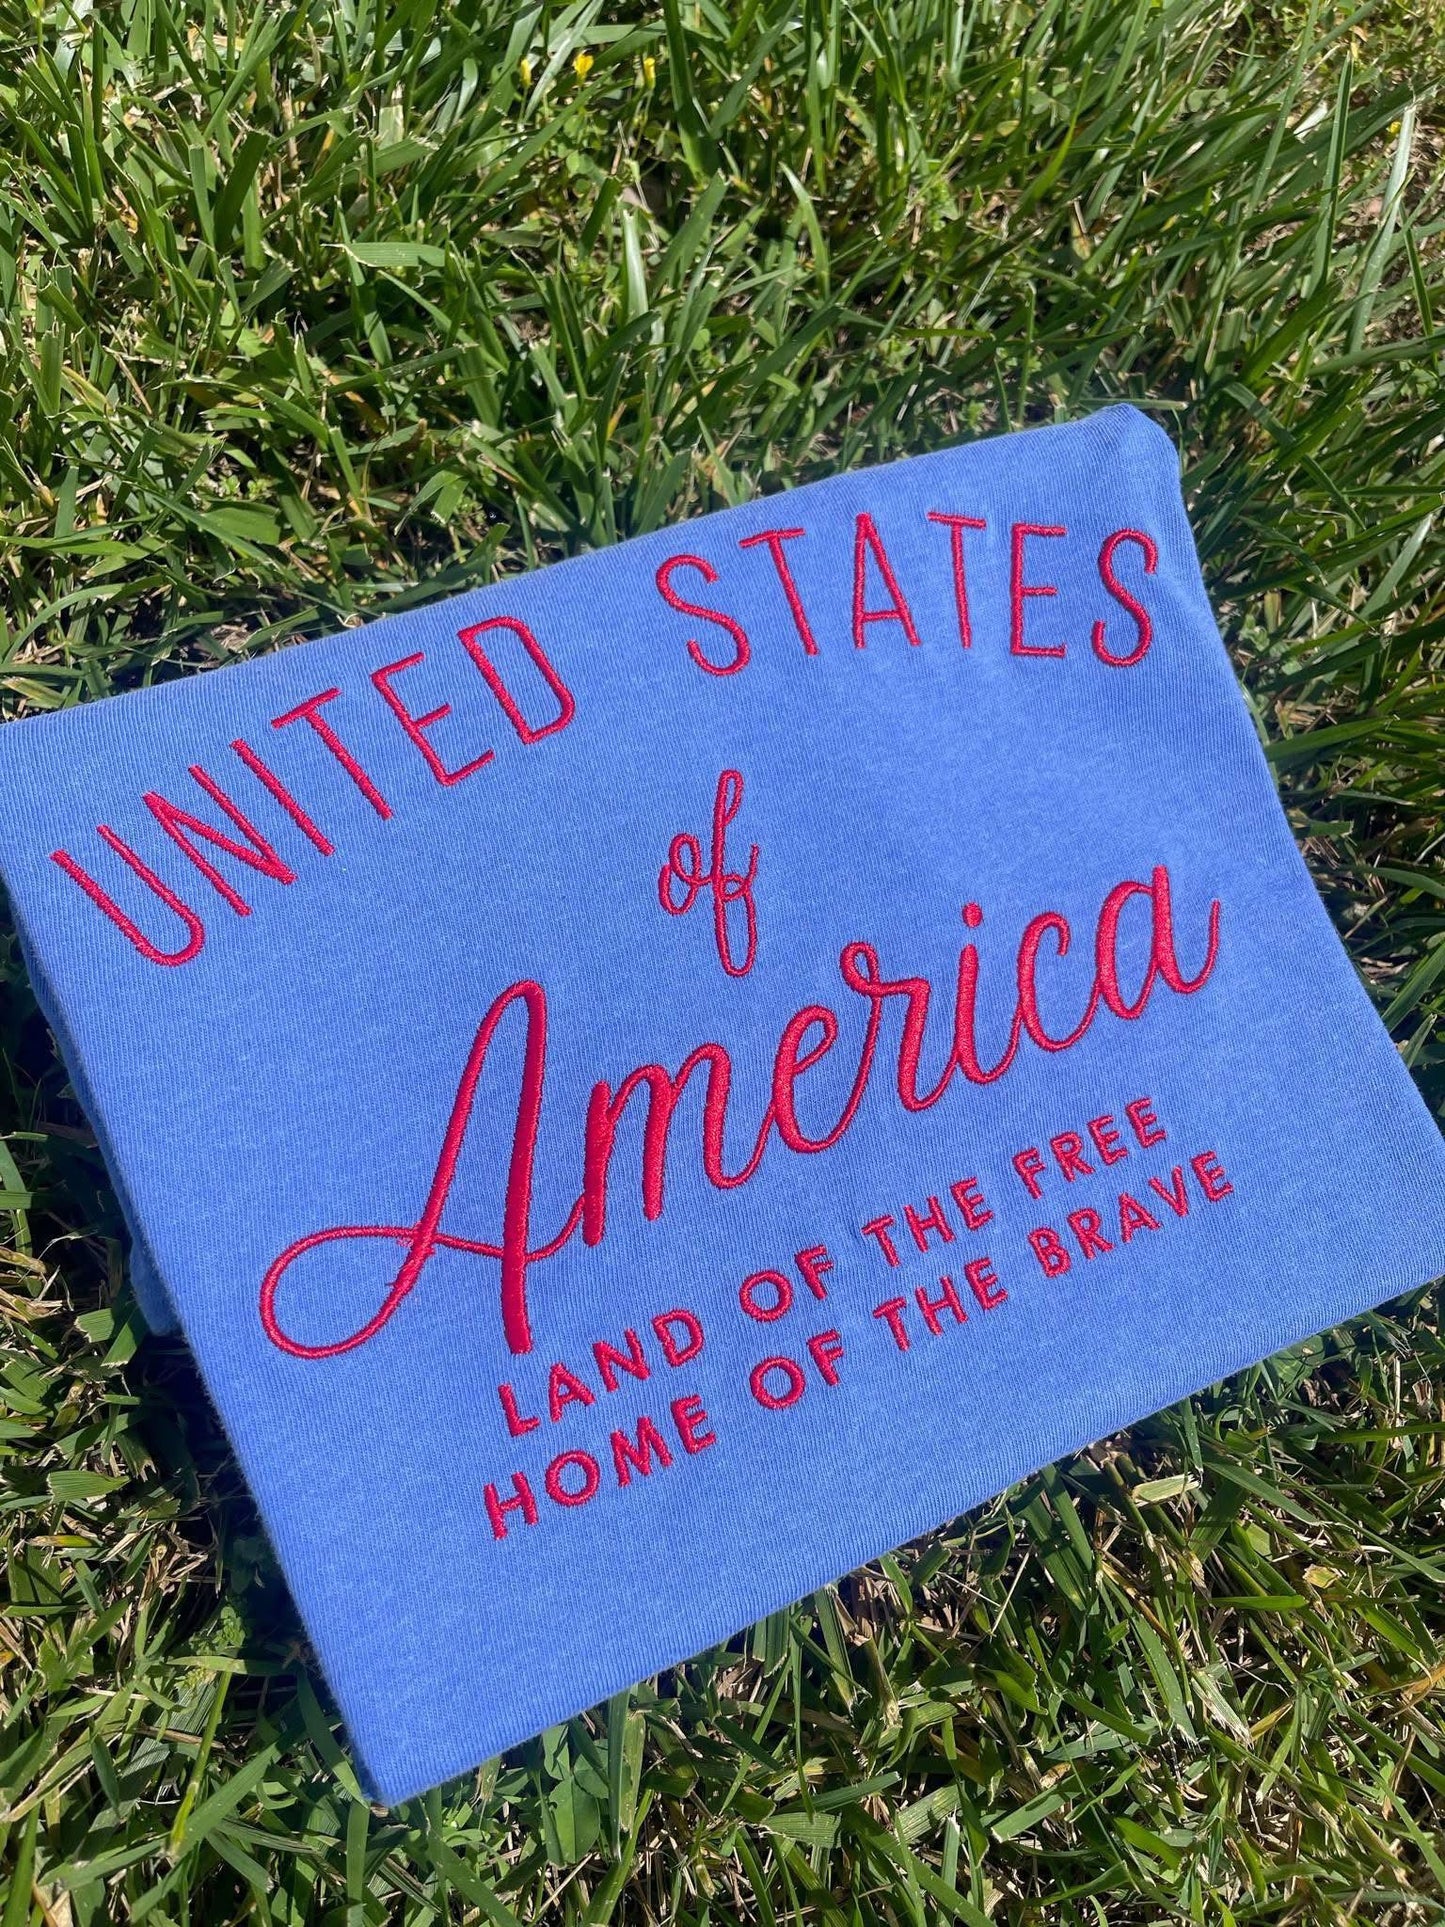 UNITED STATES
of
America
LAND OF THE FREE
HOME OF THE BRAVE